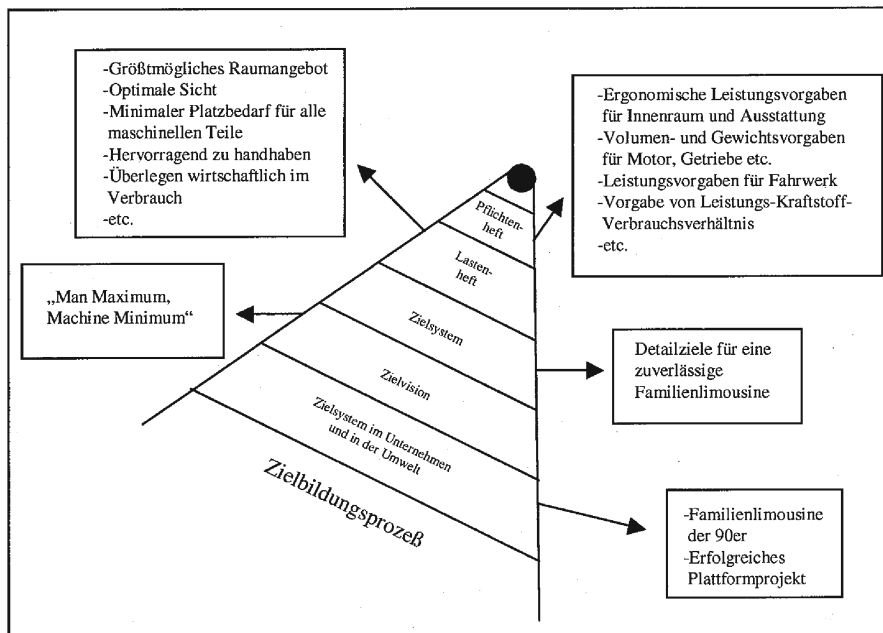 -Größtmögliches Raumangebot
-Optimale Sicht
-Minimaler Platzbedarf für alle
maschinellen Teile
-Hervorragend zu handhaben
-Überlegen wirtschaftlich im
Verbrauch
-etc.
-Ergonomische Leistungsvorgaben
für Innenraum und Ausstattung
-Volumen- und Gewichtsvorgaben
für Motor, Getriebe etc.
-Leistungsvorgaben für Fahrwerk
-Vorgabe von Leistungs-Kraftstoff-
Verbrauchsverhältnis
-etc.
Pflichten-
heft
Lasten-
heft
„Man Maximum,
Machine Minimum“
Zielsystem
Detailziele für eine
zuverlässige
Familienlimousine
Zielvision
Zielsystem im Unternehmen
und in der Umwelt
Zielbildungsprozeß
-Familienlimousine
der 90er
-Erfolgreiches
Plattformprojekt